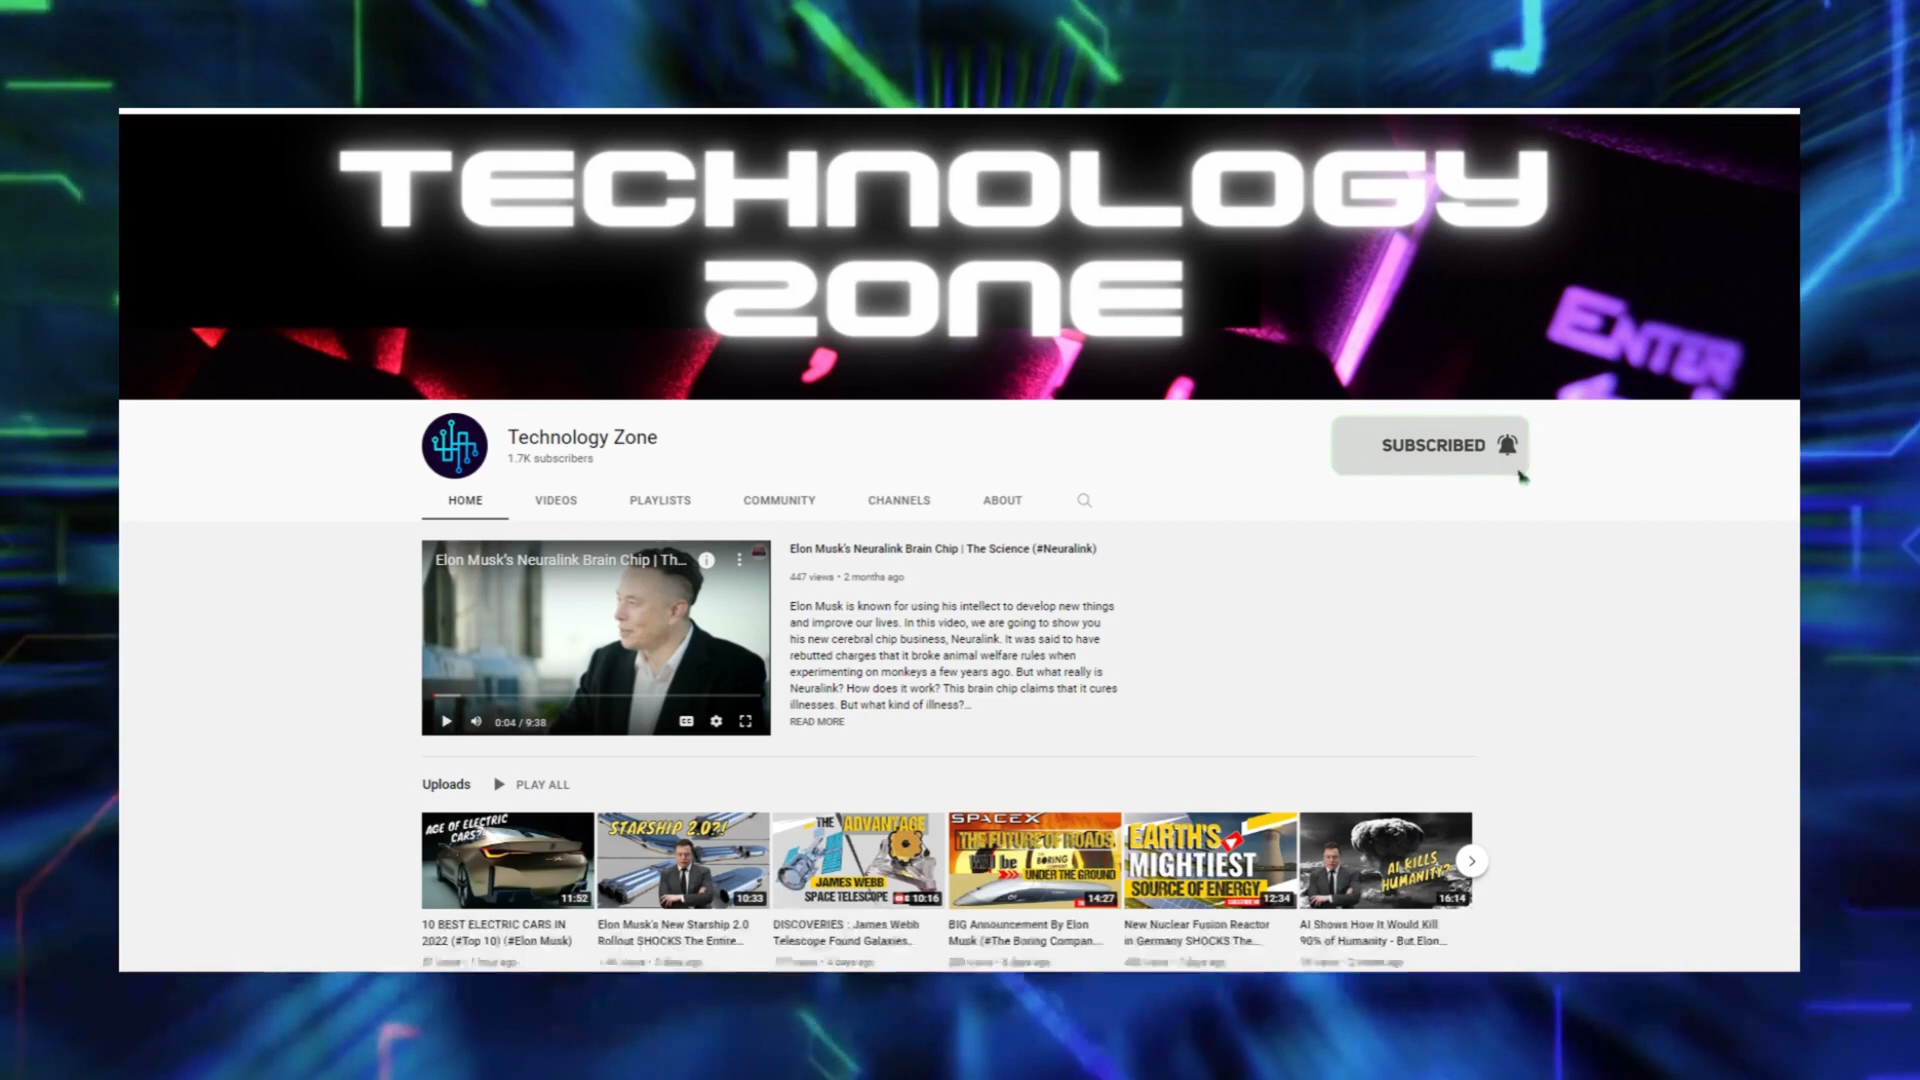 TECHNOLOGY
ZONE
ENTER
Technology Zone
1.7K subscribers
SUBSCRIBED
HOME VIDEOS PLAYLISTS COMMUNITY CHANNELS ABOUT
Elon Musk's Neuralink Brain Chip | Th...
0:04 / 9:38
Elon Musk's Neuralink Brain Chip | The Science (#Neuralink)
447 views • 2 months ago
Elon Musk is known for using his intellect to develop new things
and improve our lives. In this video, we are going to show you
his new cerebral chip business, Neuralink. It was said to have
rebutted charges that it broke animal welfare rules when
experimenting on monkeys a few years ago. But what really is
Neuralink? How does it work? This brain chip claims that it cures
illnesses. But what kind of illness?...
READ MORE
Uploads PLAY ALL
AGE OF ELECTRIC
CARS?
11:52
STARSHIP 2.0?!
10:33
THE ADVANTAGE
JAMES WEBB
SPACE TELESCOPE
10:16
SPACEX
THE FUTURE OF ROADS
will be BORING
UNDER THE GROUND
14:27
EARTH'S
MIGHTIEST
SOURCE OF ENERGY
12:34
AI KILLS
HUMANITY?
16:14
10 BEST ELECTRIC CARS IN
2022 (#Top 10) (#Elon Musk)
Elon Musk's New Starship 2.0
Rollout SHOCKS The Entire...
DISCOVERIES : James Webb
Telescope Found Galaxies...
BIG Announcement By Elon
Musk (#The Boring Compan...
New Nuclear Fusion Reactor
in Germany SHOCKS The...
AI Shows How It Would Kill
90% of Humanity - But Elon...